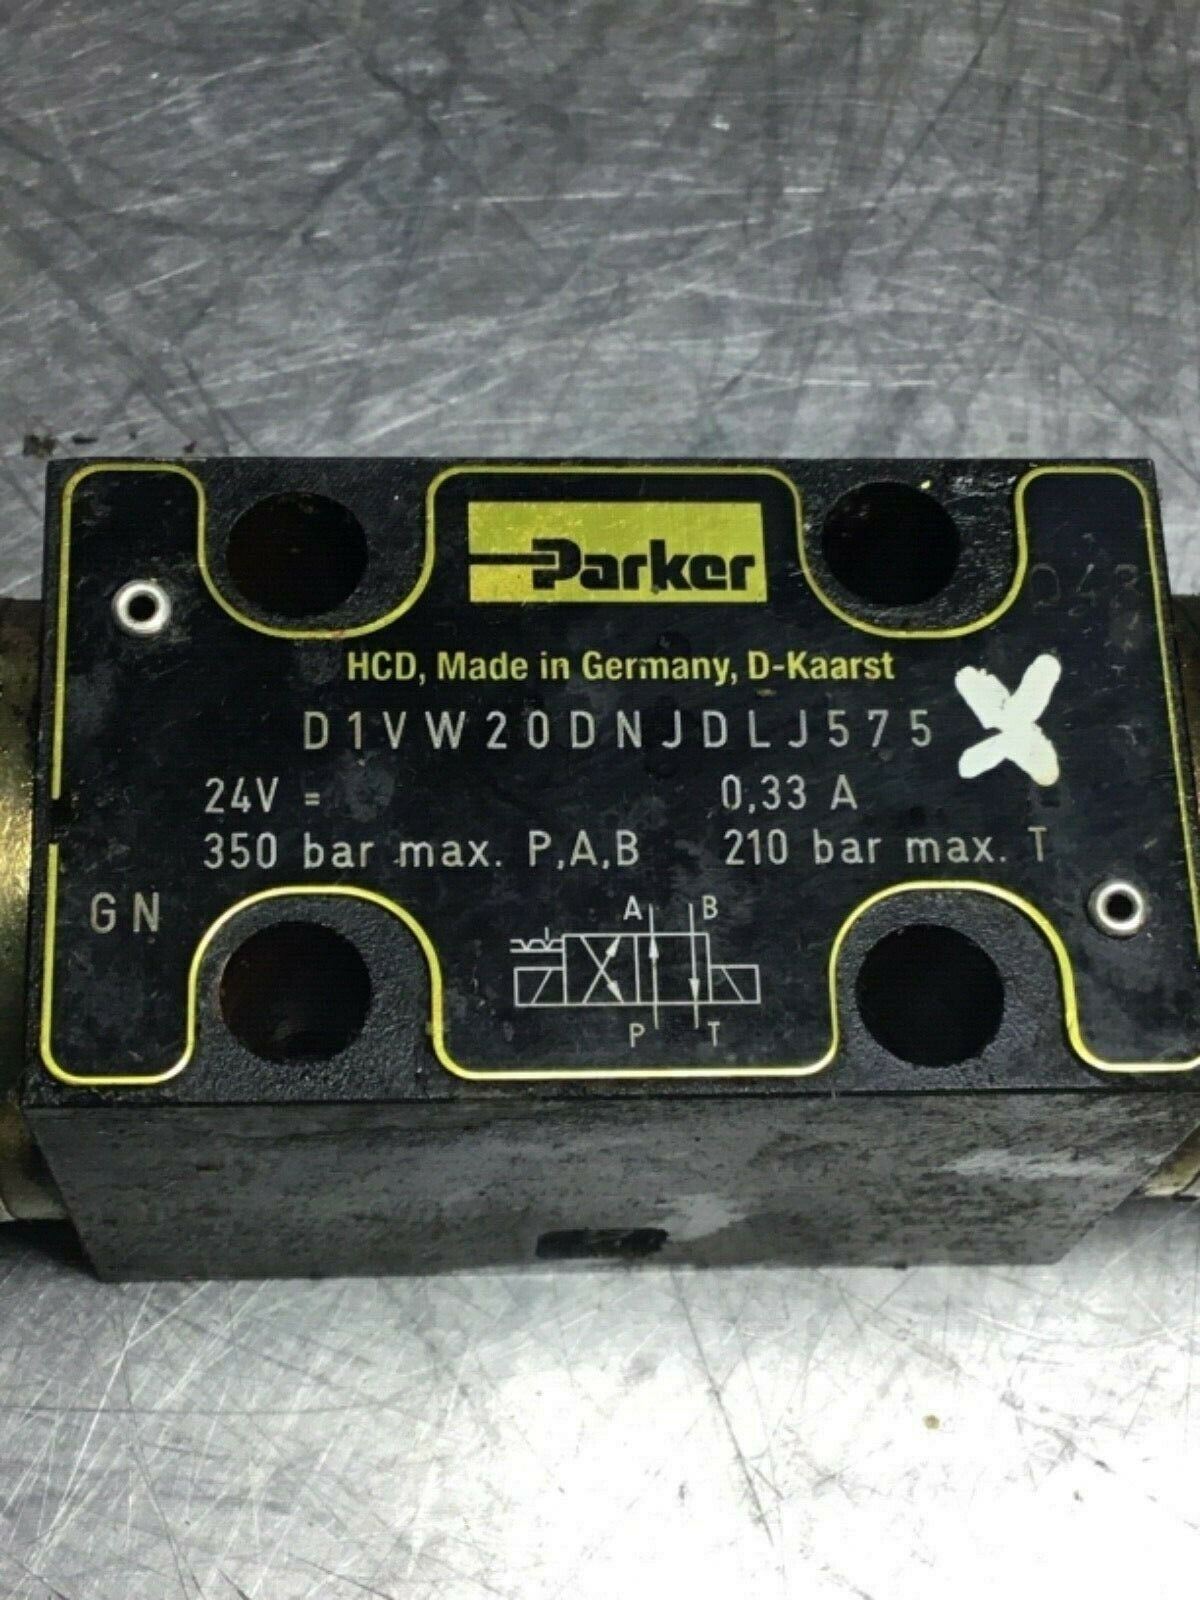 Parker
HCD, Made in Germany, D-Kaarst
D1VW20DNJDLJ575
24V = 0,33 A
350 bar max. P,A,B 210 bar max. T
GN
A B
P T